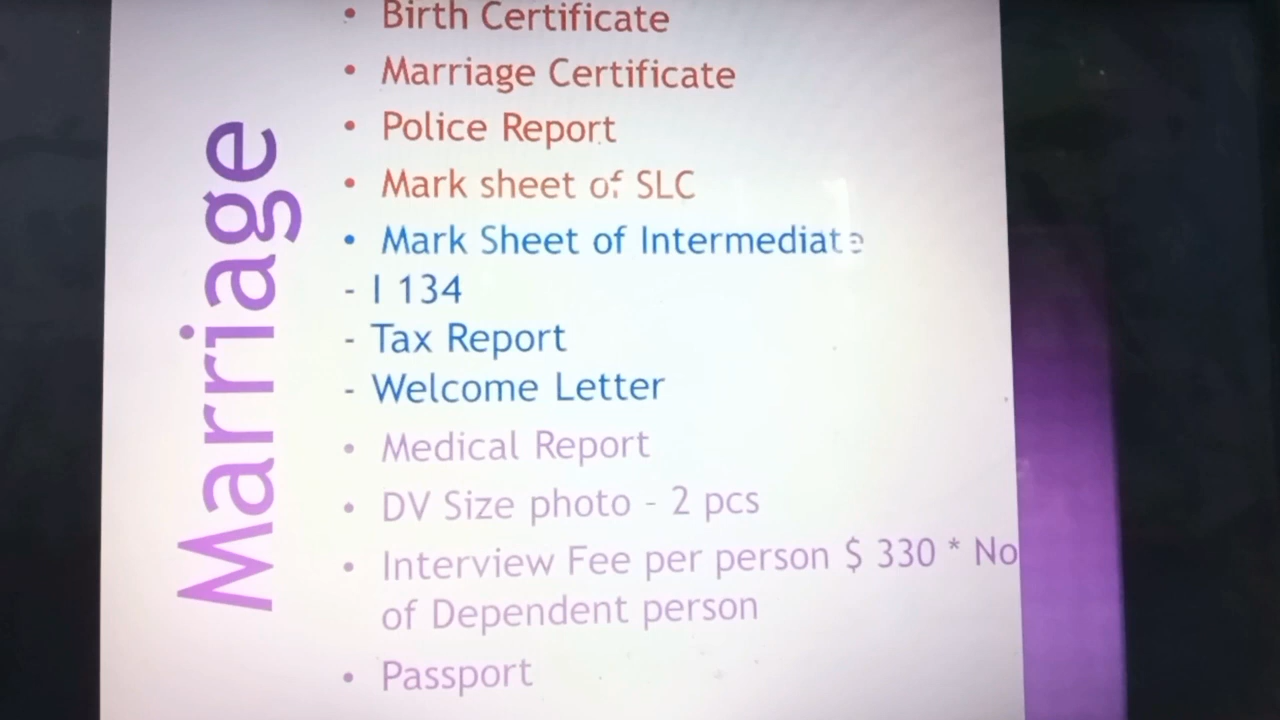 Marriage
• Birth Certificate
• Marriage Certificate
• Police Report
• Mark sheet of SLC
• Mark Sheet of Intermediate
- I 134
- Tax Report
- Welcome Letter
• Medical Report
• DV Size photo - 2 pcs
• Interview Fee per person $ 330 * No
of Dependent person
• Passport